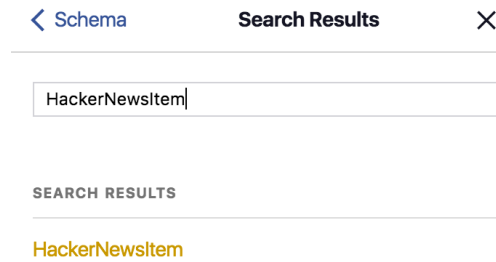 Schema
Search Results
HackerNewsItem
SEARCH RESULTS
HackerNewsItem